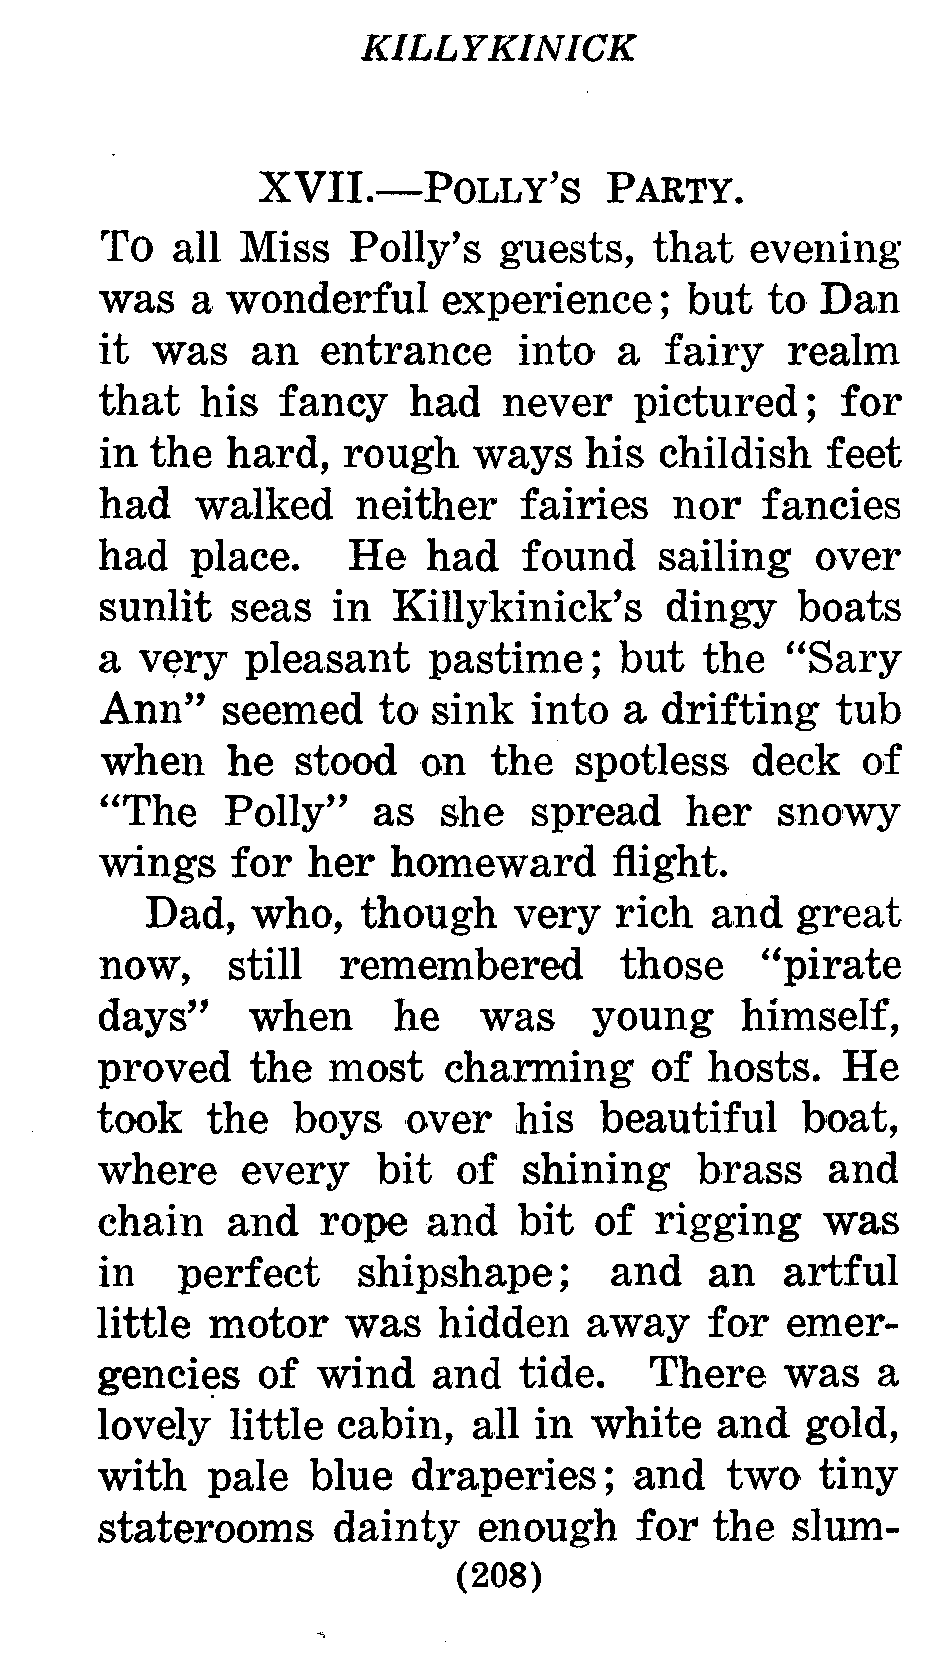 KILLYKINICK
XVII.—POLLY'S PARTY.
To all Miss Polly's guests, that evening
was a wonderful experience; but to Dan
it was an entrance into a fairy realm
that his fancy had never pictured; for
in the hard, rough ways his childish feet
had walked neither fairies nor fancies
had place. He had found sailing over
sunlit seas in Killykinick's dingy boats
a very pleasant pastime; but the "Sary
Ann" seemed to sink into a drifting tub
when he stood on the spotless deck of
"The Polly" as she spread her snowy
wings for her homeward flight.
Dad, who, though very rich and great
now, still remembered those "pirate
days" when he was young himself,
proved the most charming of hosts. He
took the boys over his beautiful boat,
where every bit of shining brass and
chain and rope and bit of rigging was
in perfect shipshape; and an artful
little motor was hidden away for emer-
gencies of wind and tide. There was a
lovely little cabin, all in white and gold,
with pale blue draperies; and two tiny
staterooms dainty enough for the slum-
(208)